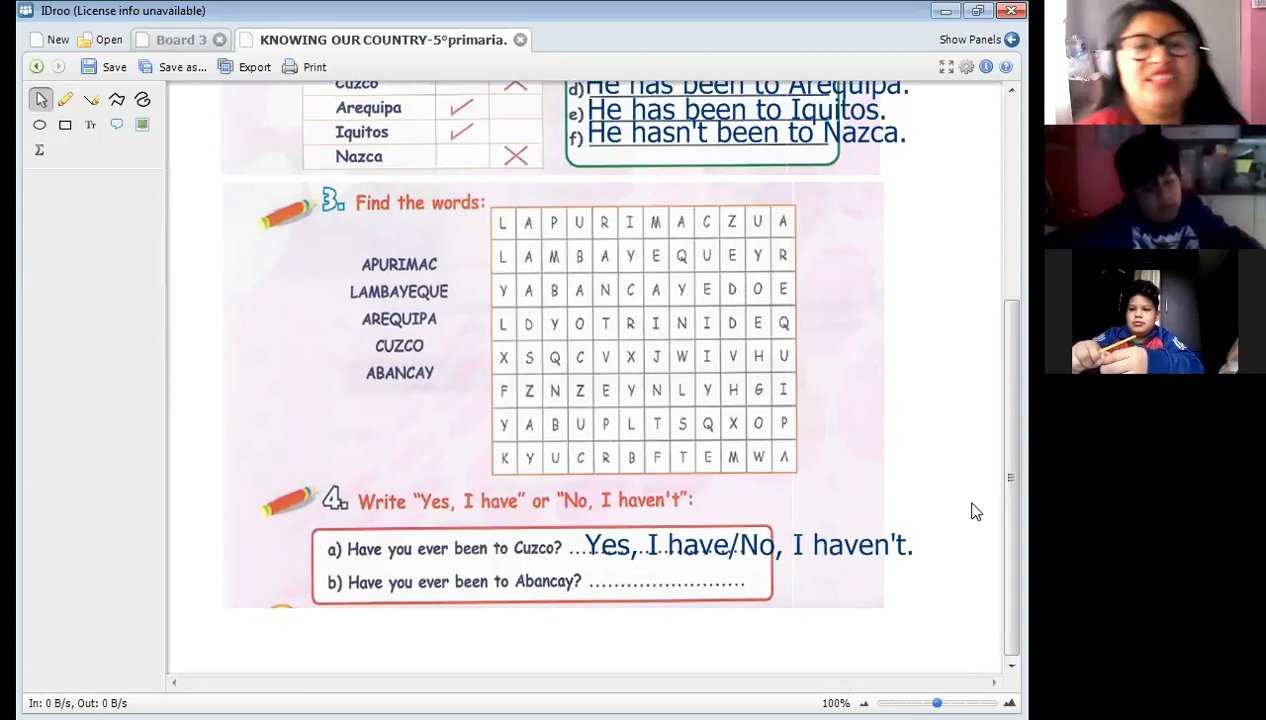 IDroo (License info unavailable)
New Open Board 3 KNOWING OUR COUNTRY-5°primaria. Show Panels
Save Save as... Export Print
Cuzco
d) He has been to Arequipa.
Arequipa
e) He has been to Iquitos.
Iquitos
f) He hasn't been to Nazca.
Nazca
3. Find the words:
APURIMAC
LAMBAYEQUE
AREQUIPA
CUZCO
ABANCAY
L A P U R I M A C Z U A
L A M B A Y E Q U E Y R
Y A B A N C A Y E D O E
L D Y O T R I N I D E Q
X S Q C V X J W I V H U
F Z N Z E Y N L Y H G I
Y A B U P L T S Q X O P
K Y U C R B F T E M W A
4. Write "Yes, I have" or "No, I haven't":
a) Have you ever been to Cuzco? ... Yes, I have/No, I haven't.
b) Have you ever been to Abancay? .........................
In: 0 B/s, Out: 0 B/s
100%